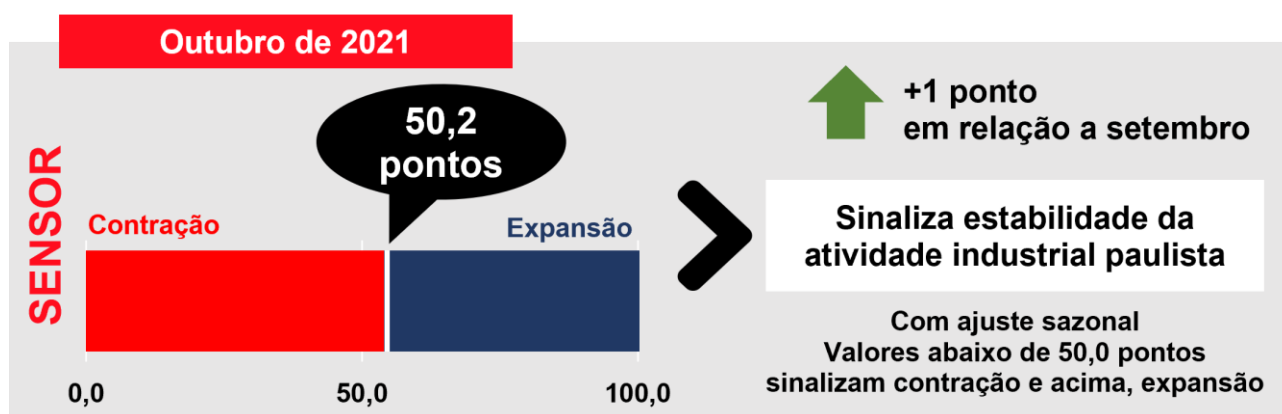 Outubro de 2021
50,2
pontos
SENSOR
Contração
Expansão
0,0
50,0
100,0
+1 ponto
em relação a setembro
Sinaliza estabilidade da
atividade industrial paulista
Com ajuste sazonal
Valores abaixo de 50,0 pontos
sinalizam contração e acima, expansão